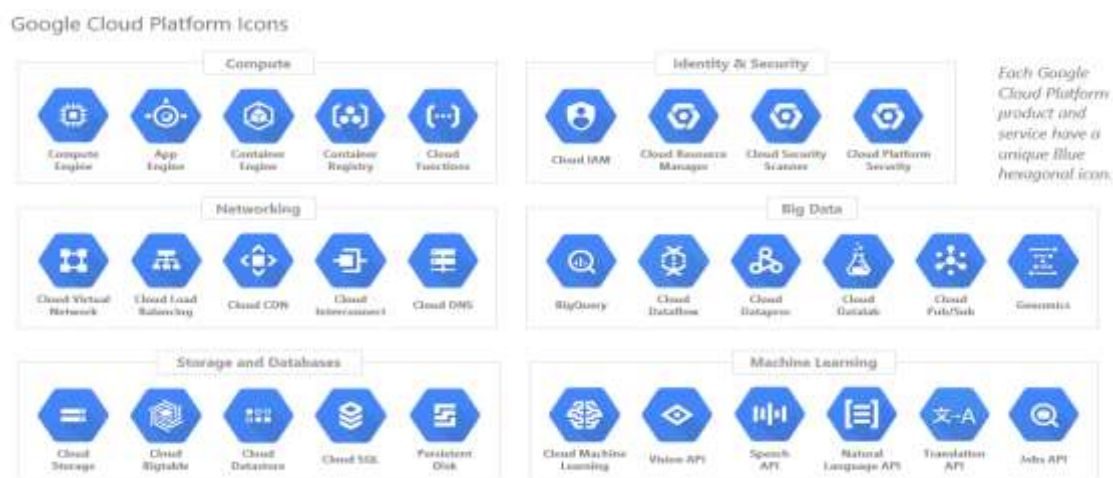 Google Cloud Platform Icons
Compute
Compute
Engine
App
Engine
Container
Engine
Container
Registry
Cloud
Functions
Identity & Security
Cloud IAM
Cloud Resource
Manager
Cloud Security
Scanner
Cloud Platform
Security
Each Google
Cloud Platform
product and
service have a
unique Blue
hexagonal icon.
Networking
Cloud Virtual
Network
Cloud Load
Balancing
Cloud CDN
Cloud
Interconnect
Cloud DNS
Big Data
BigQuery
Cloud
Dataflow
Cloud
Dataproc
Cloud
Datalab
Cloud
Pub/Sub
Genomics
Storage and Databases
Cloud
Storage
Cloud
Bigtable
Cloud
Datastore
Cloud SQL
Persistent
Disk
Machine Learning
Cloud Machine
Learning
Vision API
Speech
API
Natural
Language API
文→A
Translation
API
Jobs API